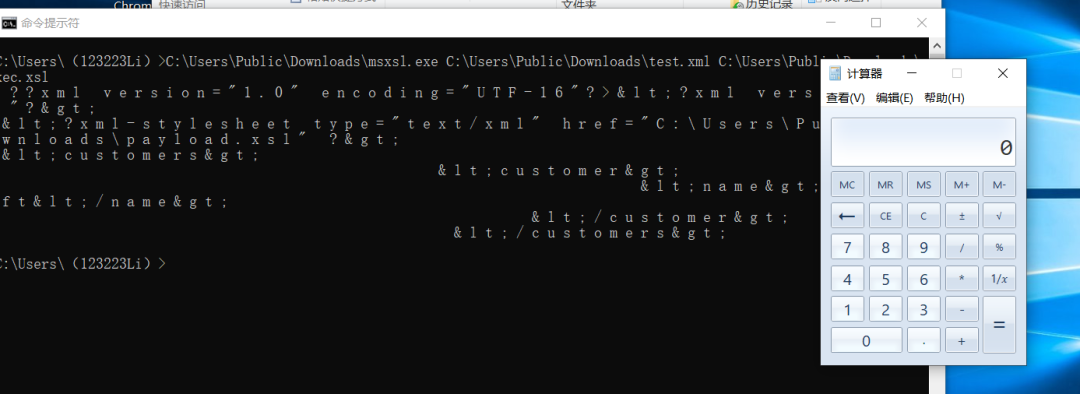 Chrom
快速访问
文件夹
历史记录
命令提示符
C:\Users\（123223Li）>C:\Users\Public\Downloads\msxsl.exe C:\Users\Public\Downloads\test.xml C:\Users\Public\Downloads\
xec.xsl
??xml version="1.0" encoding="UTF-16"?>&lt;?xml vers
"?&gt;
&lt;?xml-stylesheet type="text/xml" href="C:\Users\Pu
wnloads\payload.xsl" ?&gt;
&lt;customers&gt;
&lt;customer&gt;
&lt;name&gt;
ft&lt;/name&gt;
&lt;/customer&gt;
&lt;/customers&gt;
C:\Users\（123223Li）>
计算器
查看(V) 编辑(E) 帮助(H)
0
MC MR MS M+ M-
← CE C ± √
7 8 9 / %
4 5 6 * 1/x
1 2 3 - =
0 . +